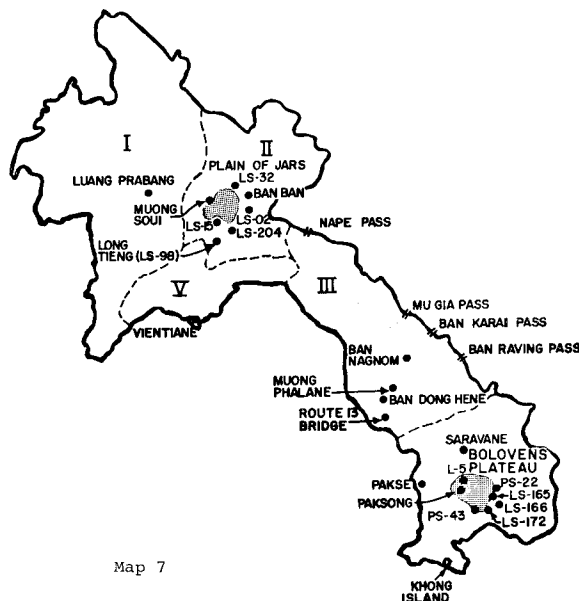 I
II
PLAIN OF JARS
LS-32
LUANG PRABANG
BAN BAN
MUONG
SOUI
LS-15
LS-02
LS-204
NAPE PASS
LONG
TIENG (LS-98)
V
III
VIENTIANE
MU GIA PASS
BAN KARAI PASS
BAN RAVING PASS
BAN
NAGNOM
MUONG
PHALANE
BAN DONG HENE
ROUTE 13
BRIDGE
SARAVANE
BOLOVENS
PLATEAU
L-5
PS-22
PAKSE
LS-165
PAKSONG
LS-166
PS-43
LS-172
Map 7
KHONG
ISLAND